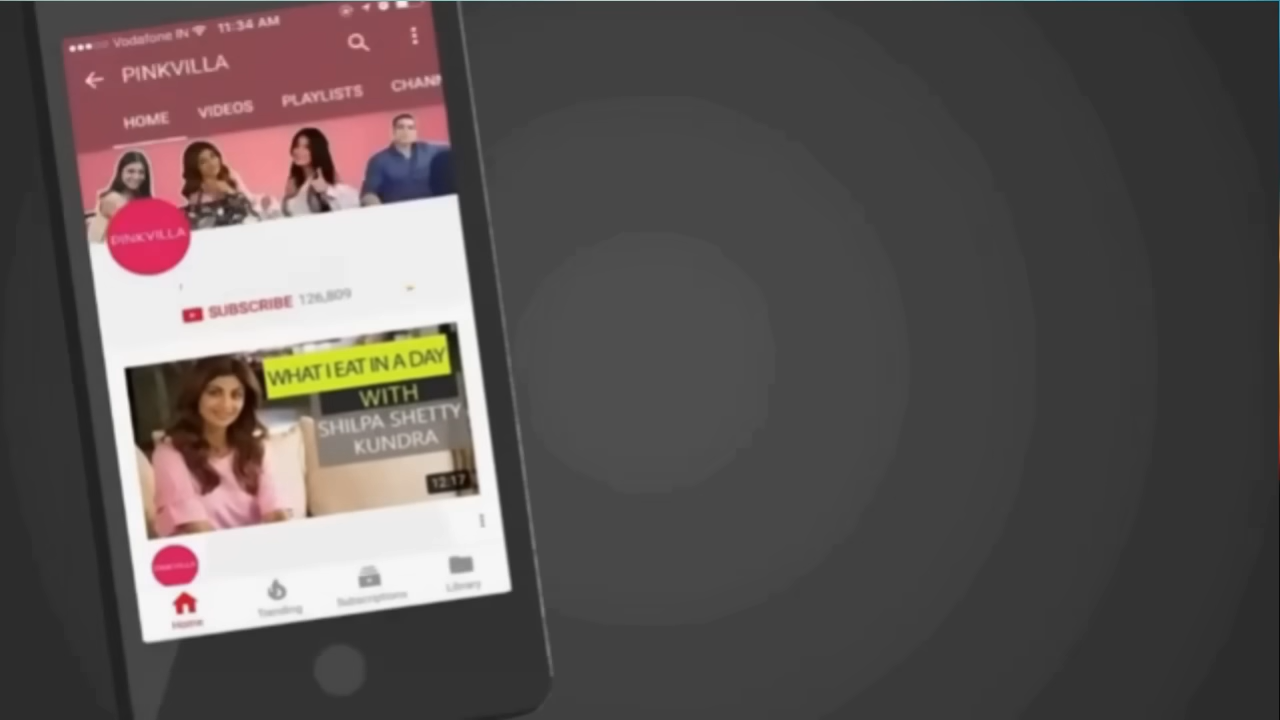 Vodafone IN 11:34 AM
PINKVILLA
HOME VIDEOS PLAYLISTS CHANN
PINKVILLA
SUBSCRIBE 126,809
WHAT I EAT IN A DAY
WITH
SHILPA SHETTY
KUNDRA
12:17
PINKVILLA
Home Trending Subscriptions Library